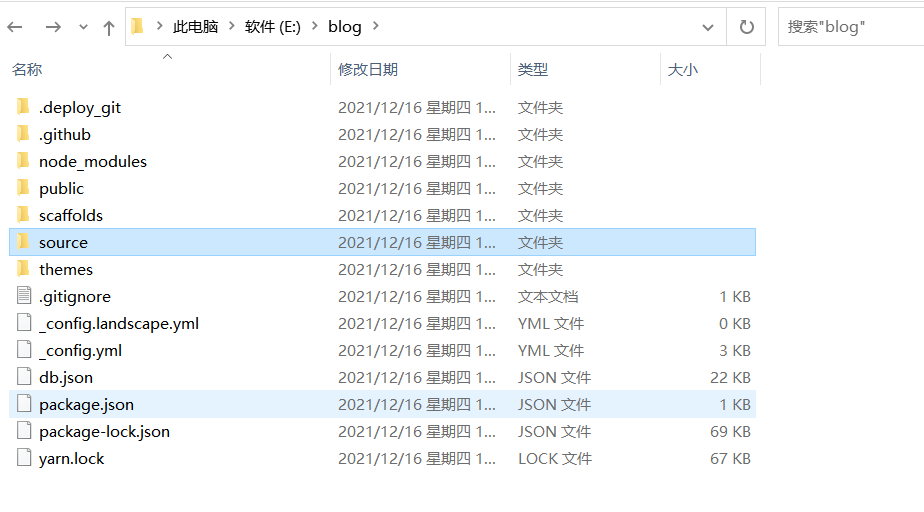 此电脑 软件 (E:) blog 搜索"blog"
名称 修改日期 类型 大小
.deploy_git 2021/12/16 星期四 1... 文件夹
.github 2021/12/16 星期四 1... 文件夹
node_modules 2021/12/16 星期四 1... 文件夹
public 2021/12/16 星期四 1... 文件夹
scaffolds 2021/12/16 星期四 1... 文件夹
source 2021/12/16 星期四 1... 文件夹
themes 2021/12/16 星期四 1... 文件夹
.gitignore 2021/12/16 星期四 1... 文本文档 1 KB
_config.landscape.yml 2021/12/16 星期四 1... YML 文件 0 KB
_config.yml 2021/12/16 星期四 1... YML 文件 3 KB
db.json 2021/12/16 星期四 1... JSON 文件 22 KB
package.json 2021/12/16 星期四 1... JSON 文件 1 KB
package-lock.json 2021/12/16 星期四 1... JSON 文件 69 KB
yarn.lock 2021/12/16 星期四 1... LOCK 文件 67 KB